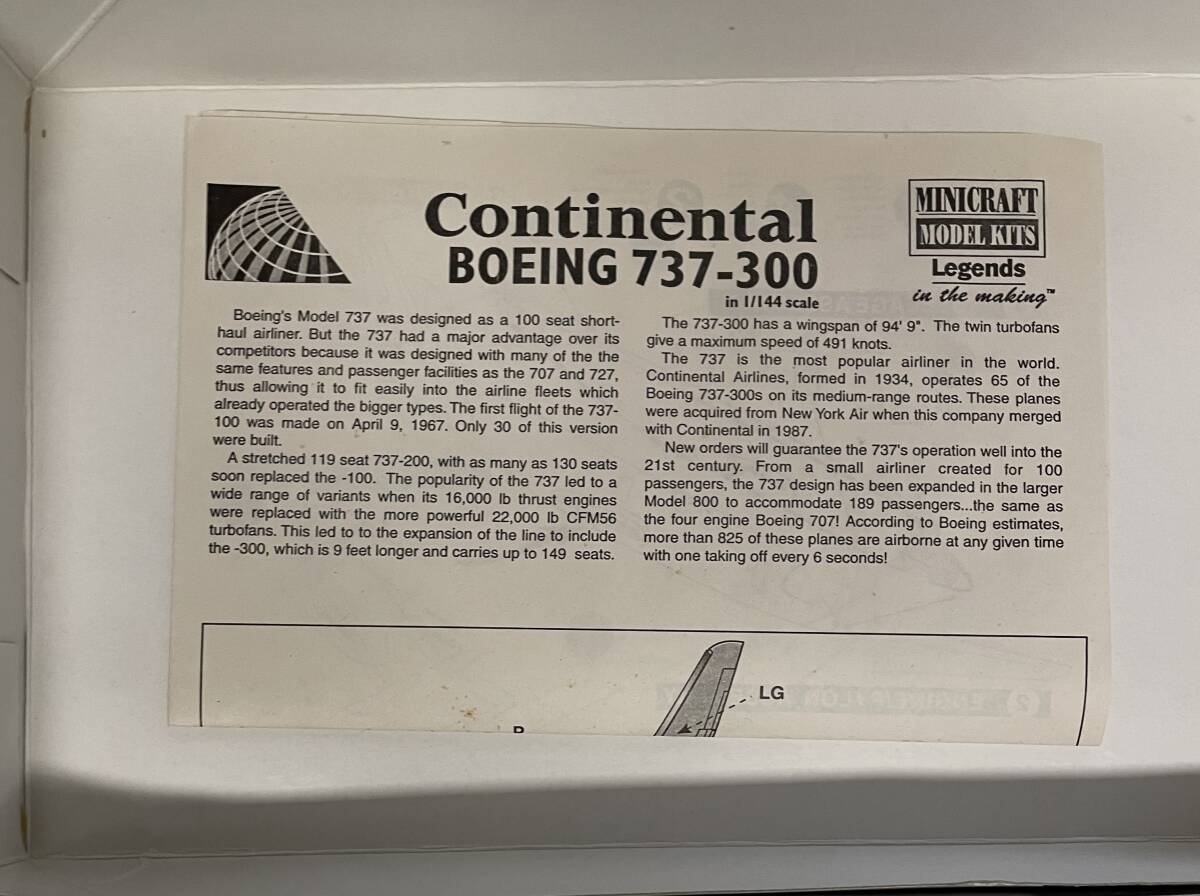 Continental
BOEING 737-300
in 1/144 scale
MINICRAFT
MODEL KITS
Legends
in the making™
Boeing's Model 737 was designed as a 100 seat short-
haul airliner. But the 737 had a major advantage over its
competitors because it was designed with many of the the
same features and passenger facilities as the 707 and 727,
thus allowing it to fit easily into the airline fleets which
already operated the bigger types. The first flight of the 737-
100 was made on April 9, 1967. Only 30 of this version
were built.
A stretched 119 seat 737-200, with as many as 130 seats
soon replaced the -100. The popularity of the 737 led to a
wide range of variants when its 16,000 lb thrust engines
were replaced with the more powerful 22,000 lb CFM56
turbofans. This led to to the expansion of the line to include
the -300, which is 9 feet longer and carries up to 149 seats.
The 737-300 has a wingspan of 94' 9". The twin turbofans
give a maximum speed of 491 knots.
The 737 is the most popular airliner in the world.
Continental Airlines, formed in 1934, operates 65 of the
Boeing 737-300s on its medium-range routes. These planes
were acquired from New York Air when this company merged
with Continental in 1987.
New orders will guarantee the 737's operation well into the
21st century. From a small airliner created for 100
passengers, the 737 design has been expanded in the larger
Model 800 to accommodate 189 passengers...the same as
the four engine Boeing 707! According to Boeing estimates,
more than 825 of these planes are airborne at any given time
with one taking off every 6 seconds!
LG